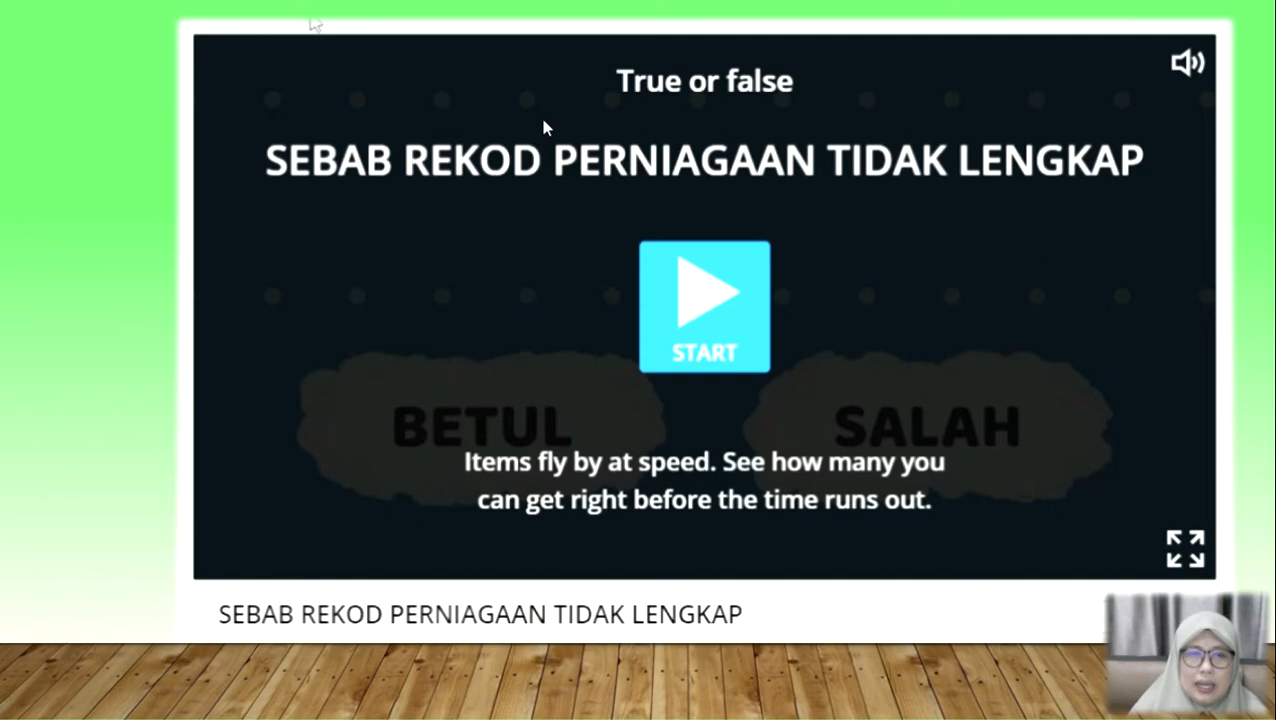 True or false
SEBAB REKOD PERNIAGAAN TIDAK LENGKAP
START
BETUL
SALAH
Items fly by at speed. See how many you
can get right before the time runs out.
SEBAB REKOD PERNIAGAAN TIDAK LENGKAP